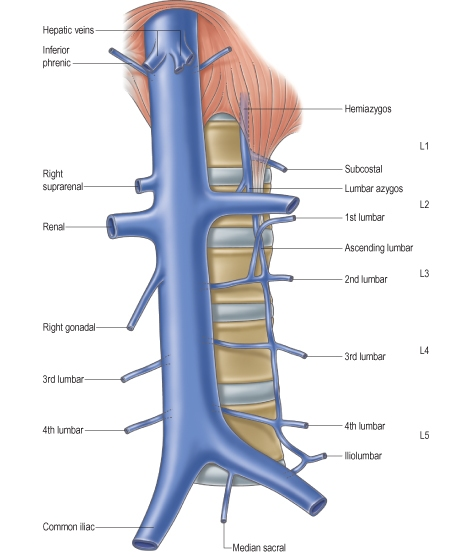 Hepatic veins
Inferior
phrenic
Right
suprarenal
Renal
Right gonadal
3rd lumbar
4th lumbar
Common iliac
Hemiazygos
Subcostal
Lumbar azygos
1st lumbar
Ascending lumbar
2nd lumbar
3rd lumbar
4th lumbar
Iliolumbar
Median sacral
L1
L2
L3
L4
L5